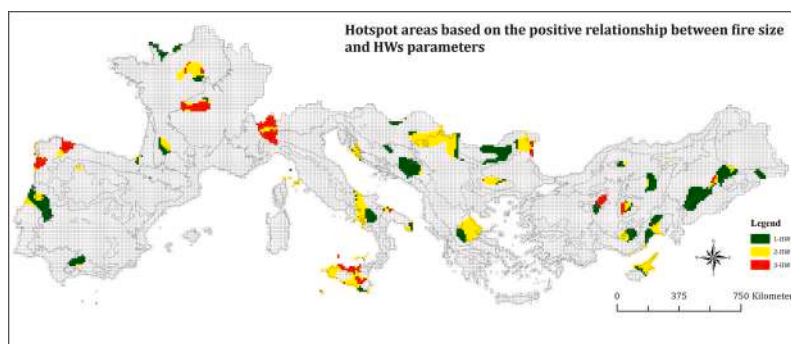 Hotspot areas based on the positive relationship between fire size
and HWs parameters
Legend
1-HW
2-HW
3-HW
0 375 750 Kilometer